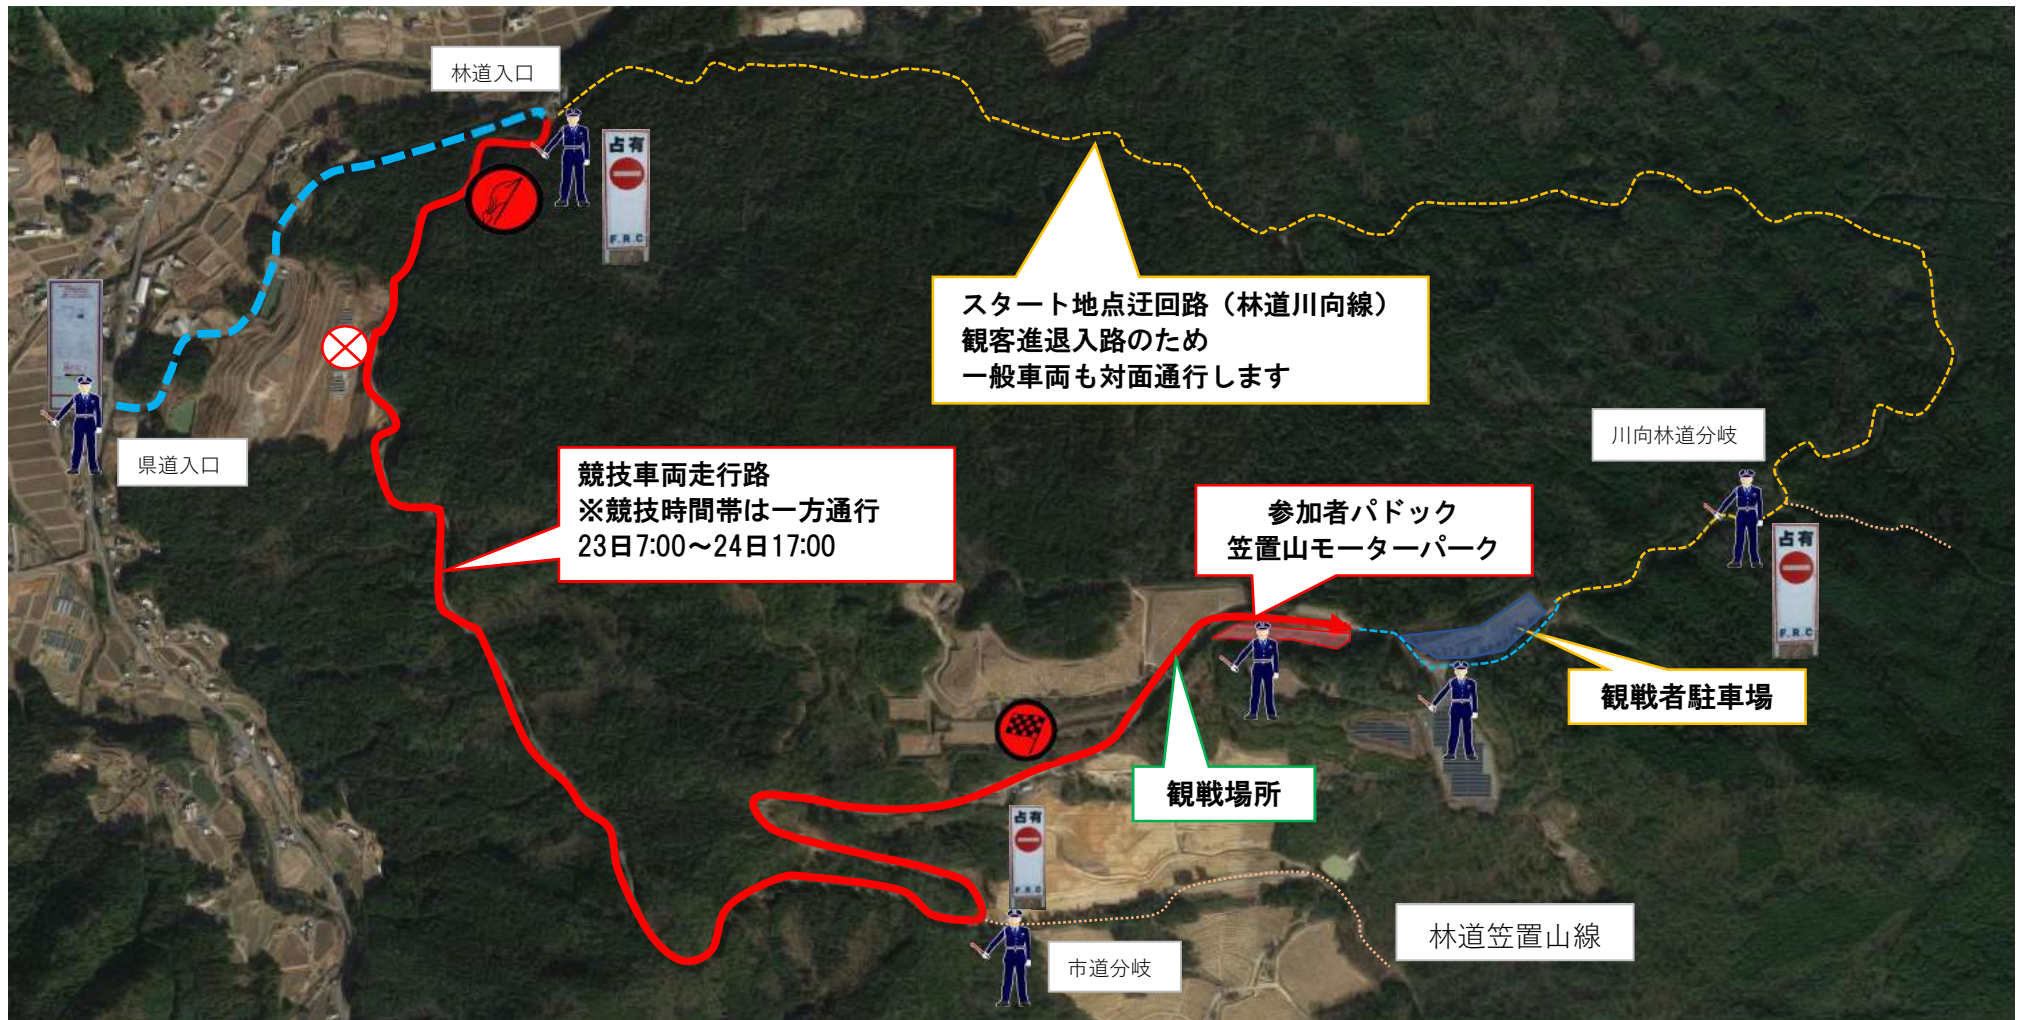 林道入口
占有
F.R.C
スタート地点迂回路（林道川向線）
観客進退入路のため
一般車両も対面通行します
県道入口
川向林道分岐
競技車両走行路
※競技時間帯は一方通行
23日7:00～24日17:00
参加者パドック
笠置山モーターパーク
占有
F.R.C
観戦者駐車場
観戦場所
占有
F.R.C
林道笠置山線
市道分岐